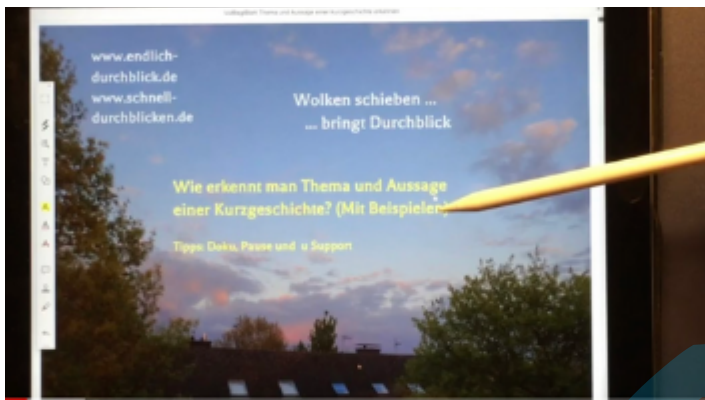 www.endlich-
durchblick.de
www.schnell-
durchblicken.de
Wolken schieben ...
.... bringt Durchblick
Wie erkennt man Thema und Aussage
einer Kurzgeschichte? (Mit Beispielen)
Tipps: Doku, Pause und u Support